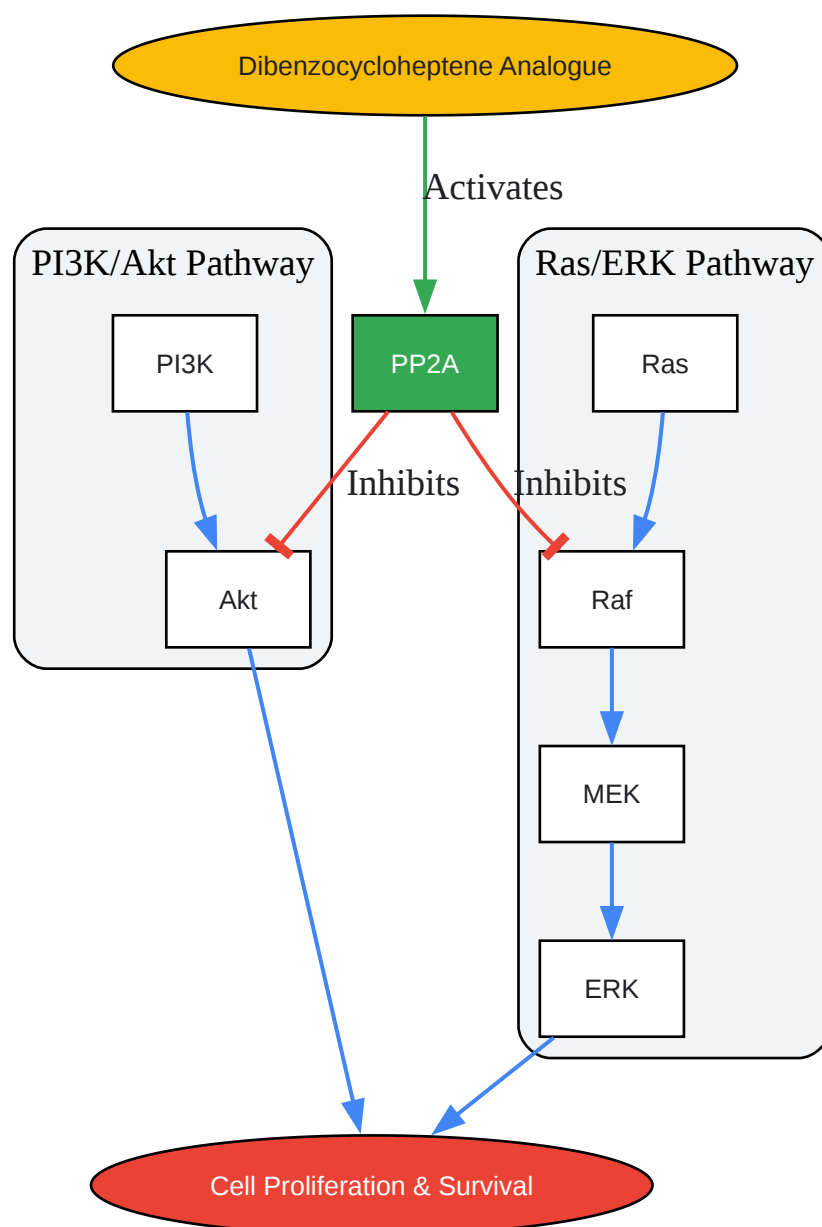 Dibenzocycloheptene Analogue
Activates
PI3K/Akt Pathway
Ras/ERK Pathway
PI3K
PP2A
Ras
Inhibits
Inhibits
Akt
Raf
MEK
ERK
Cell Proliferation & Survival